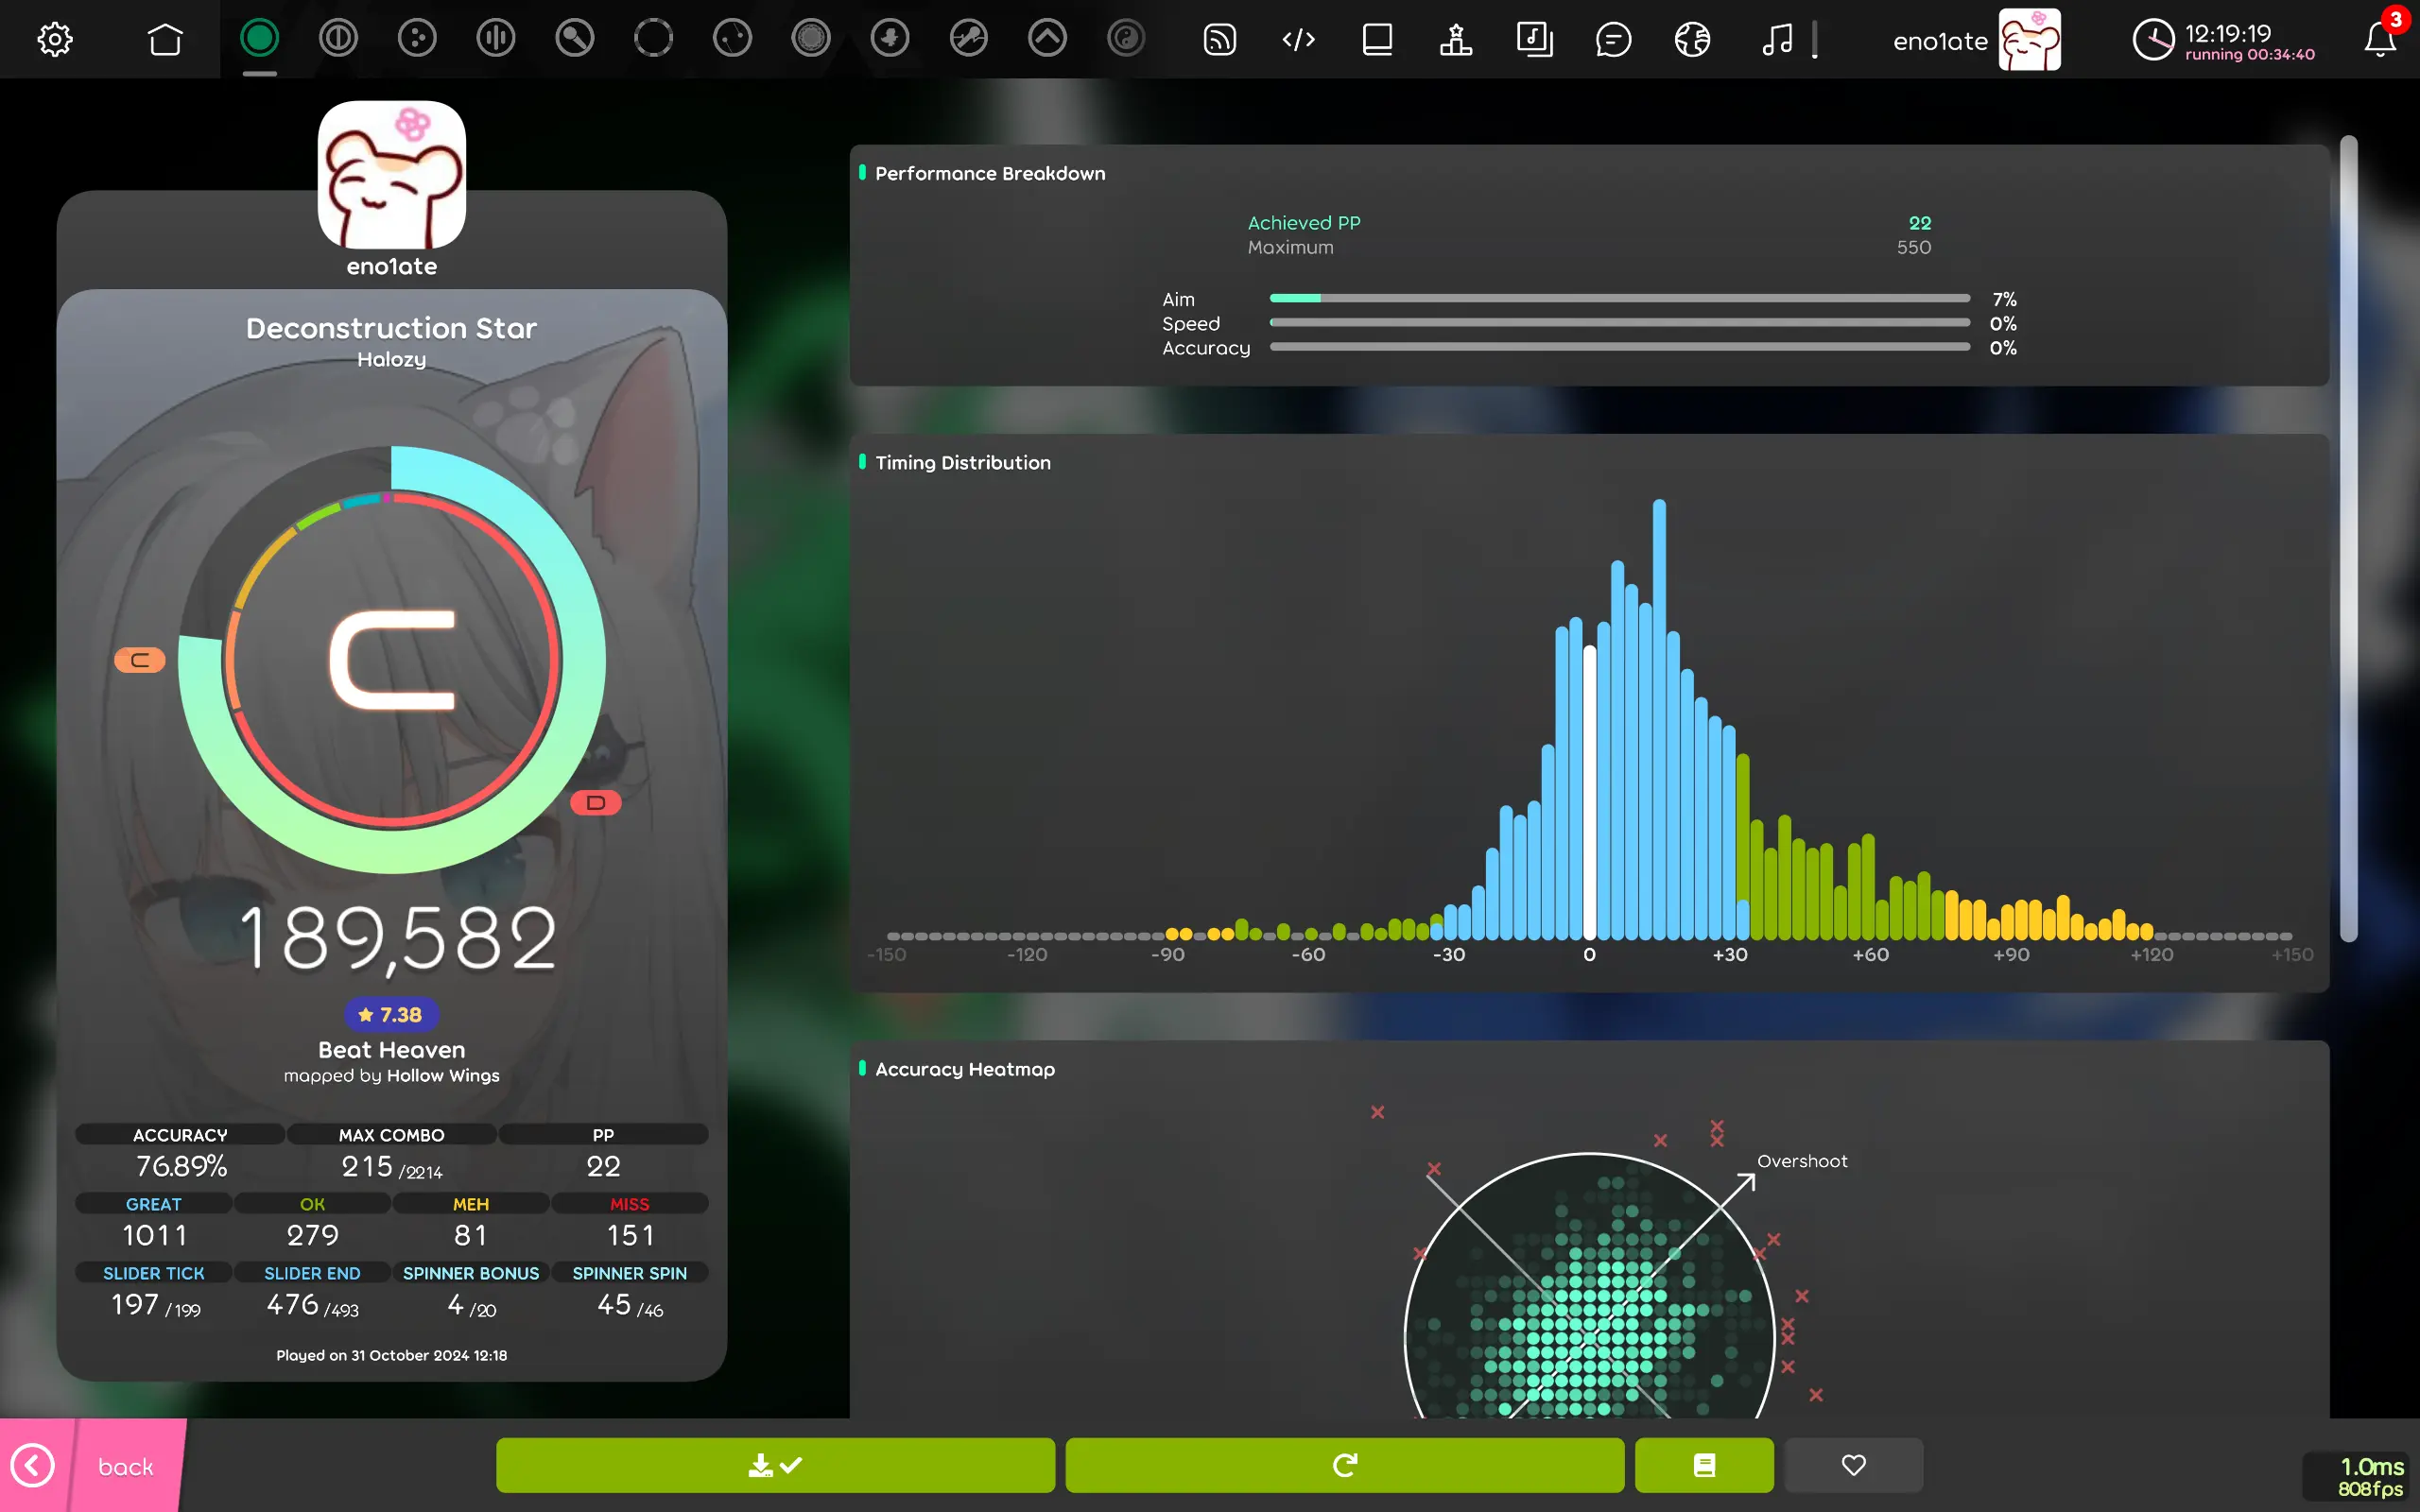 eno1ate
12:19:19
running 00:34:40
3
eno1ate
Deconstruction Star
Halozy
C
C
D
189,582
7.38
Beat Heaven
mapped by Hollow Wings
ACCURACY MAX COMBO PP
76.89% 215 /2214 22
GREAT OK MEH MISS
1011 279 81 151
SLIDER TICK SLIDER END SPINNER BONUS SPINNER SPIN
197 /199 476 /493 4 /20 45 /46
Played on 31 October 2024 12:18
Performance Breakdown
Achieved PP 22
Maximum 550
Aim 7%
Speed 0%
Accuracy 0%
Timing Distribution
-150 -120 -90 -60 -30 0 +30 +60 +90 +120 +150
Accuracy Heatmap
Overshoot
back
1.0ms
808fps